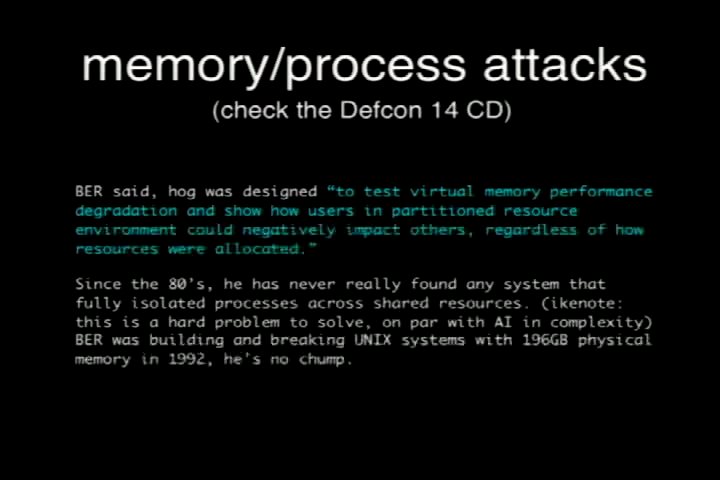 memory/process attacks
(check the Defcon 14 CD)
BER said, hog was designed “to test virtual memory performance
degradation and show how users in partitioned resource
environment could negatively impact others, regardless of how
resources were allocated.”
Since the 80's, he has never really found any system that
fully isolated processes across shared resources. (ikenote:
this is a hard problem to solve, on par with AI in complexity)
BER was building and breaking UNIX systems with 196GB physical
memory in 1992, he's no chump.